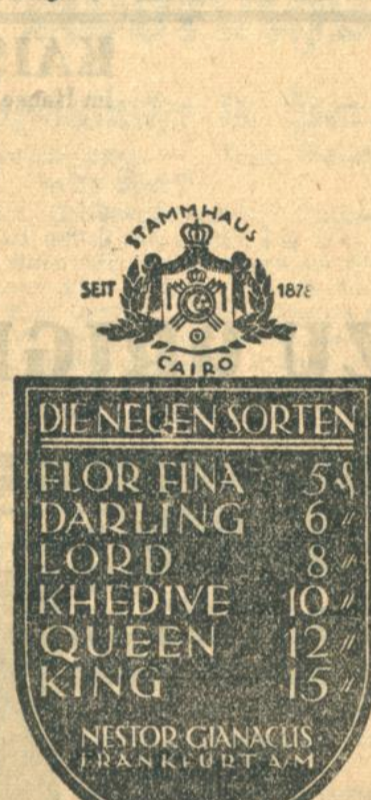 STAMMHAUS
SEIT 1878
CAIRO
DIE NEUEN SORTEN
FLOR FINA 5 ₰
DARLING 6 〃
LORD 8 〃
KHEDIVE 10 〃
QUEEN 12 〃
KING 15 〃
NESTOR GIANACLIS
FRANKFURT A/M